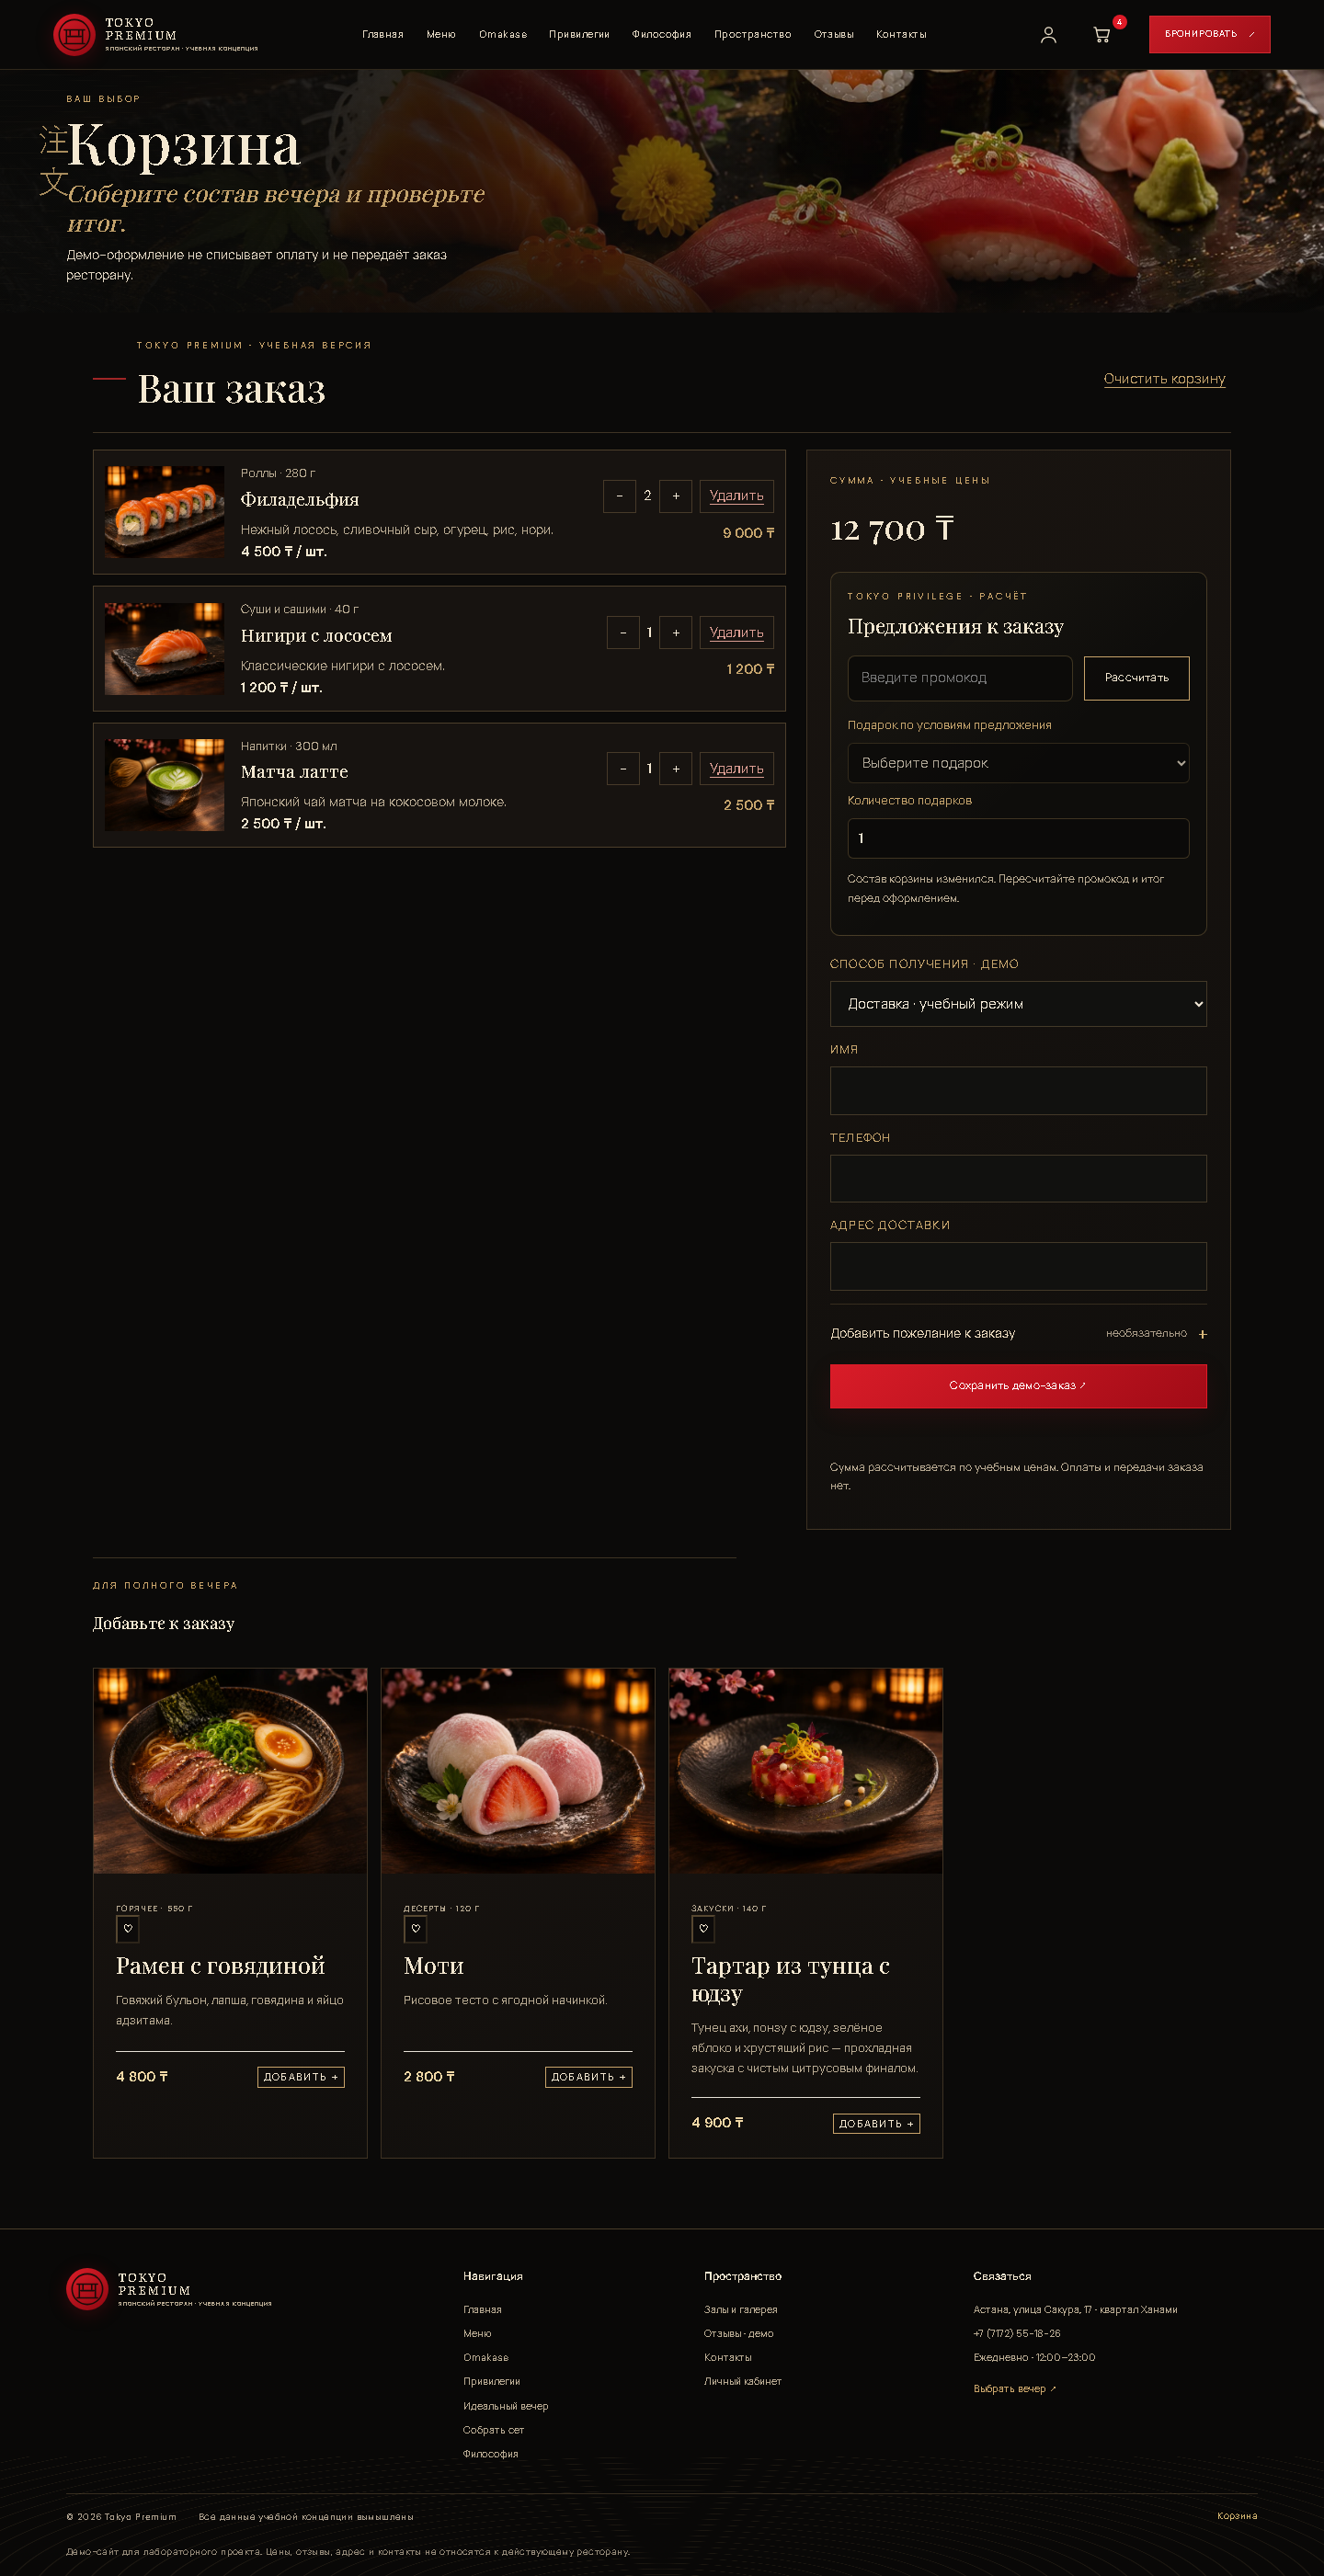 TOKYO
PREMIUM
ЯПОНСКИЙ РЕСТОРАН · УЧЕБНАЯ КОНЦЕПЦИЯ
Главная Меню Omakase Привилегии Философия Пространство Отзывы Контакты
4
БРОНИРОВАТЬ ↗
ВАШ ВЫБОР
注文
Корзина
Соберите состав вечера и проверьте
итог.
Демо-оформление не списывает оплату и не передаёт заказ
ресторану.
TOKYO PREMIUM · УЧЕБНАЯ ВЕРСИЯ
Ваш заказ
Очистить корзину
Роллы · 280 г
Филадельфия
Нежный лосось, сливочный сыр, огурец, рис, нори.
4 500 ₸ / шт.
− 2 + Удалить
9 000 ₸
Суши и сашими · 40 г
Нигири с лососем
Классические нигири с лососем.
1 200 ₸ / шт.
− 1 + Удалить
1 200 ₸
Напитки · 300 мл
Матча латте
Японский чай матча на кокосовом молоке.
2 500 ₸ / шт.
− 1 + Удалить
2 500 ₸
СУММА · УЧЕБНЫЕ ЦЕНЫ
12 700 ₸
TOKYO PRIVILEGE · РАСЧЁТ
Предложения к заказу
Введите промокод
Рассчитать
Подарок по условиям предложения
Выберите подарок
Количество подарков
1
Состав корзины изменился. Пересчитайте промокод и итог
перед оформлением.
СПОСОБ ПОЛУЧЕНИЯ · ДЕМО
Доставка · учебный режим
ИМЯ
ТЕЛЕФОН
АДРЕС ДОСТАВКИ
Добавить пожелание к заказу необязательно +
Сохранить демо-заказ ↗
Сумма рассчитывается по учебным ценам. Оплаты и передачи заказа
нет.
ДЛЯ ПОЛНОГО ВЕЧЕРА
Добавьте к заказу
ГОРЯЧЕЕ · 550 Г
♡
Рамен с говядиной
Говяжий бульон, лапша, говядина и яйцо
адзитама.
4 800 ₸ ДОБАВИТЬ +
ДЕСЕРТЫ · 120 Г
♡
Моти
Рисовое тесто с ягодной начинкой.
2 800 ₸ ДОБАВИТЬ +
ЗАКУСКИ · 140 Г
♡
Тартар из тунца с
юдзу
Тунец ахи, понзу с юдзу, зелёное
яблоко и хрустящий рис — прохладная
закуска с чистым цитрусовым финалом.
4 900 ₸ ДОБАВИТЬ +
TOKYO
PREMIUM
ЯПОНСКИЙ РЕСТОРАН · УЧЕБНАЯ КОНЦЕПЦИЯ
Навигация
Главная
Меню
Omakase
Привилегии
Идеальный вечер
Собрать сет
Философия
Пространство
Залы и галерея
Отзывы · демо
Контакты
Личный кабинет
Связаться
Астана, улица Сакура, 17 · квартал Ханами
+7 (7172) 55-18-26
Ежедневно · 12:00–23:00
Выбрать вечер ↗
© 2026 Tokyo Premium Все данные учебной концепции вымышлены
Корзина
Демо-сайт для лабораторного проекта. Цены, отзывы, адрес и контакты не относятся к действующему ресторану.